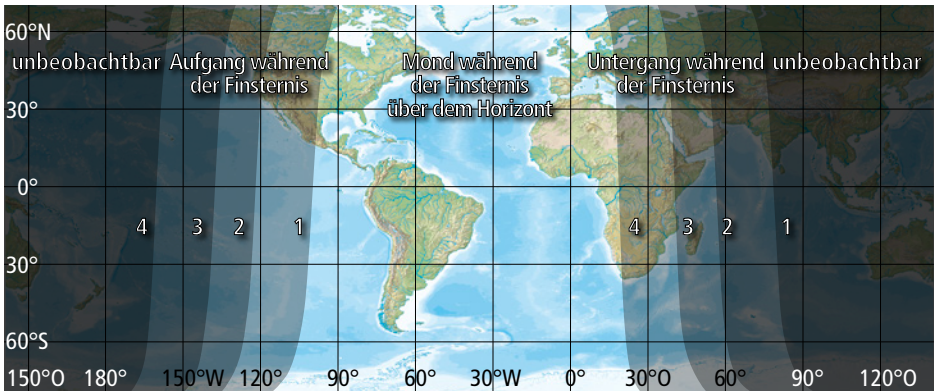 60°N
unbeobachtbar
Aufgang während
der Finsternis
Mond während
der Finsternis
über dem Horizont
Untergang während
der Finsternis
unbeobachtbar
30°
0°
4 3 2 1 4 3 2 1
30°
60°S
150°O 180° 150°W 120° 90° 60° 30°W 0° 30°O 60° 90° 120°O